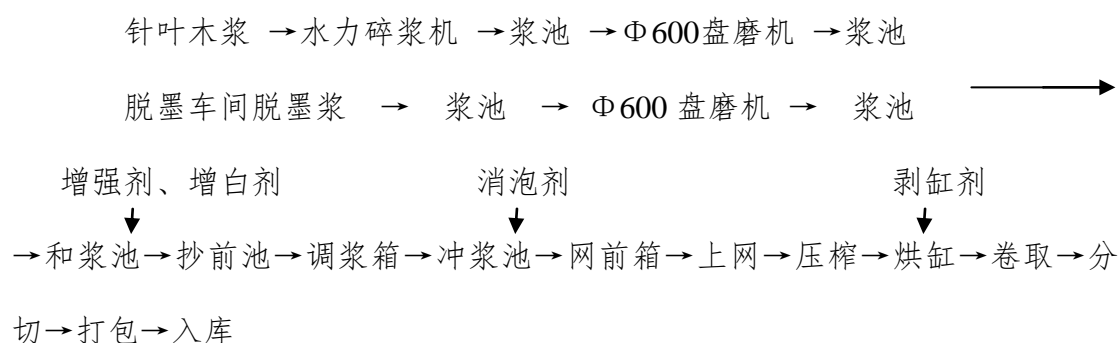 针叶木浆 →水力碎浆机 →浆池 →Φ600盘磨机 →浆池
脱墨车间脱墨浆 → 浆池 → Φ600 盘磨机→ 浆池
增强剂、增白剂 消泡剂 剥缸剂
→和浆池→抄前池→调浆箱→冲浆池→网前箱→上网→压榨→烘缸→卷取→分
切→打包→入库